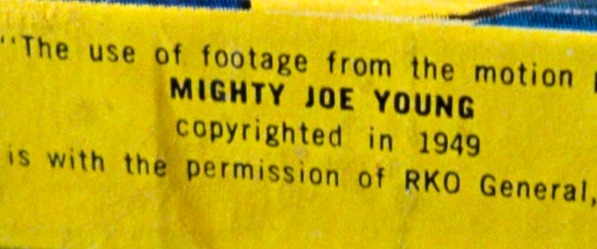 "The use of footage from the motion
MIGHTY JOE YOUNG
copyrighted in 1949
is with the permission of RKO General,